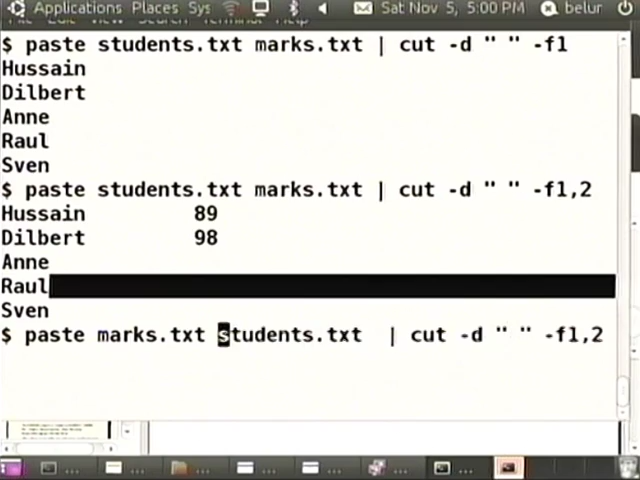 Applications Places Sys Sat Nov 5, 5:00 PM belur
$ paste students.txt marks.txt | cut -d " " -f1
Hussain
Dilbert
Anne
Raul
Sven
$ paste students.txt marks.txt | cut -d " " -f1,2
Hussain 89
Dilbert 98
Anne
Raul
Sven
$ paste marks.txt students.txt | cut -d " " -f1,2
... ... ... ... ... ... ...